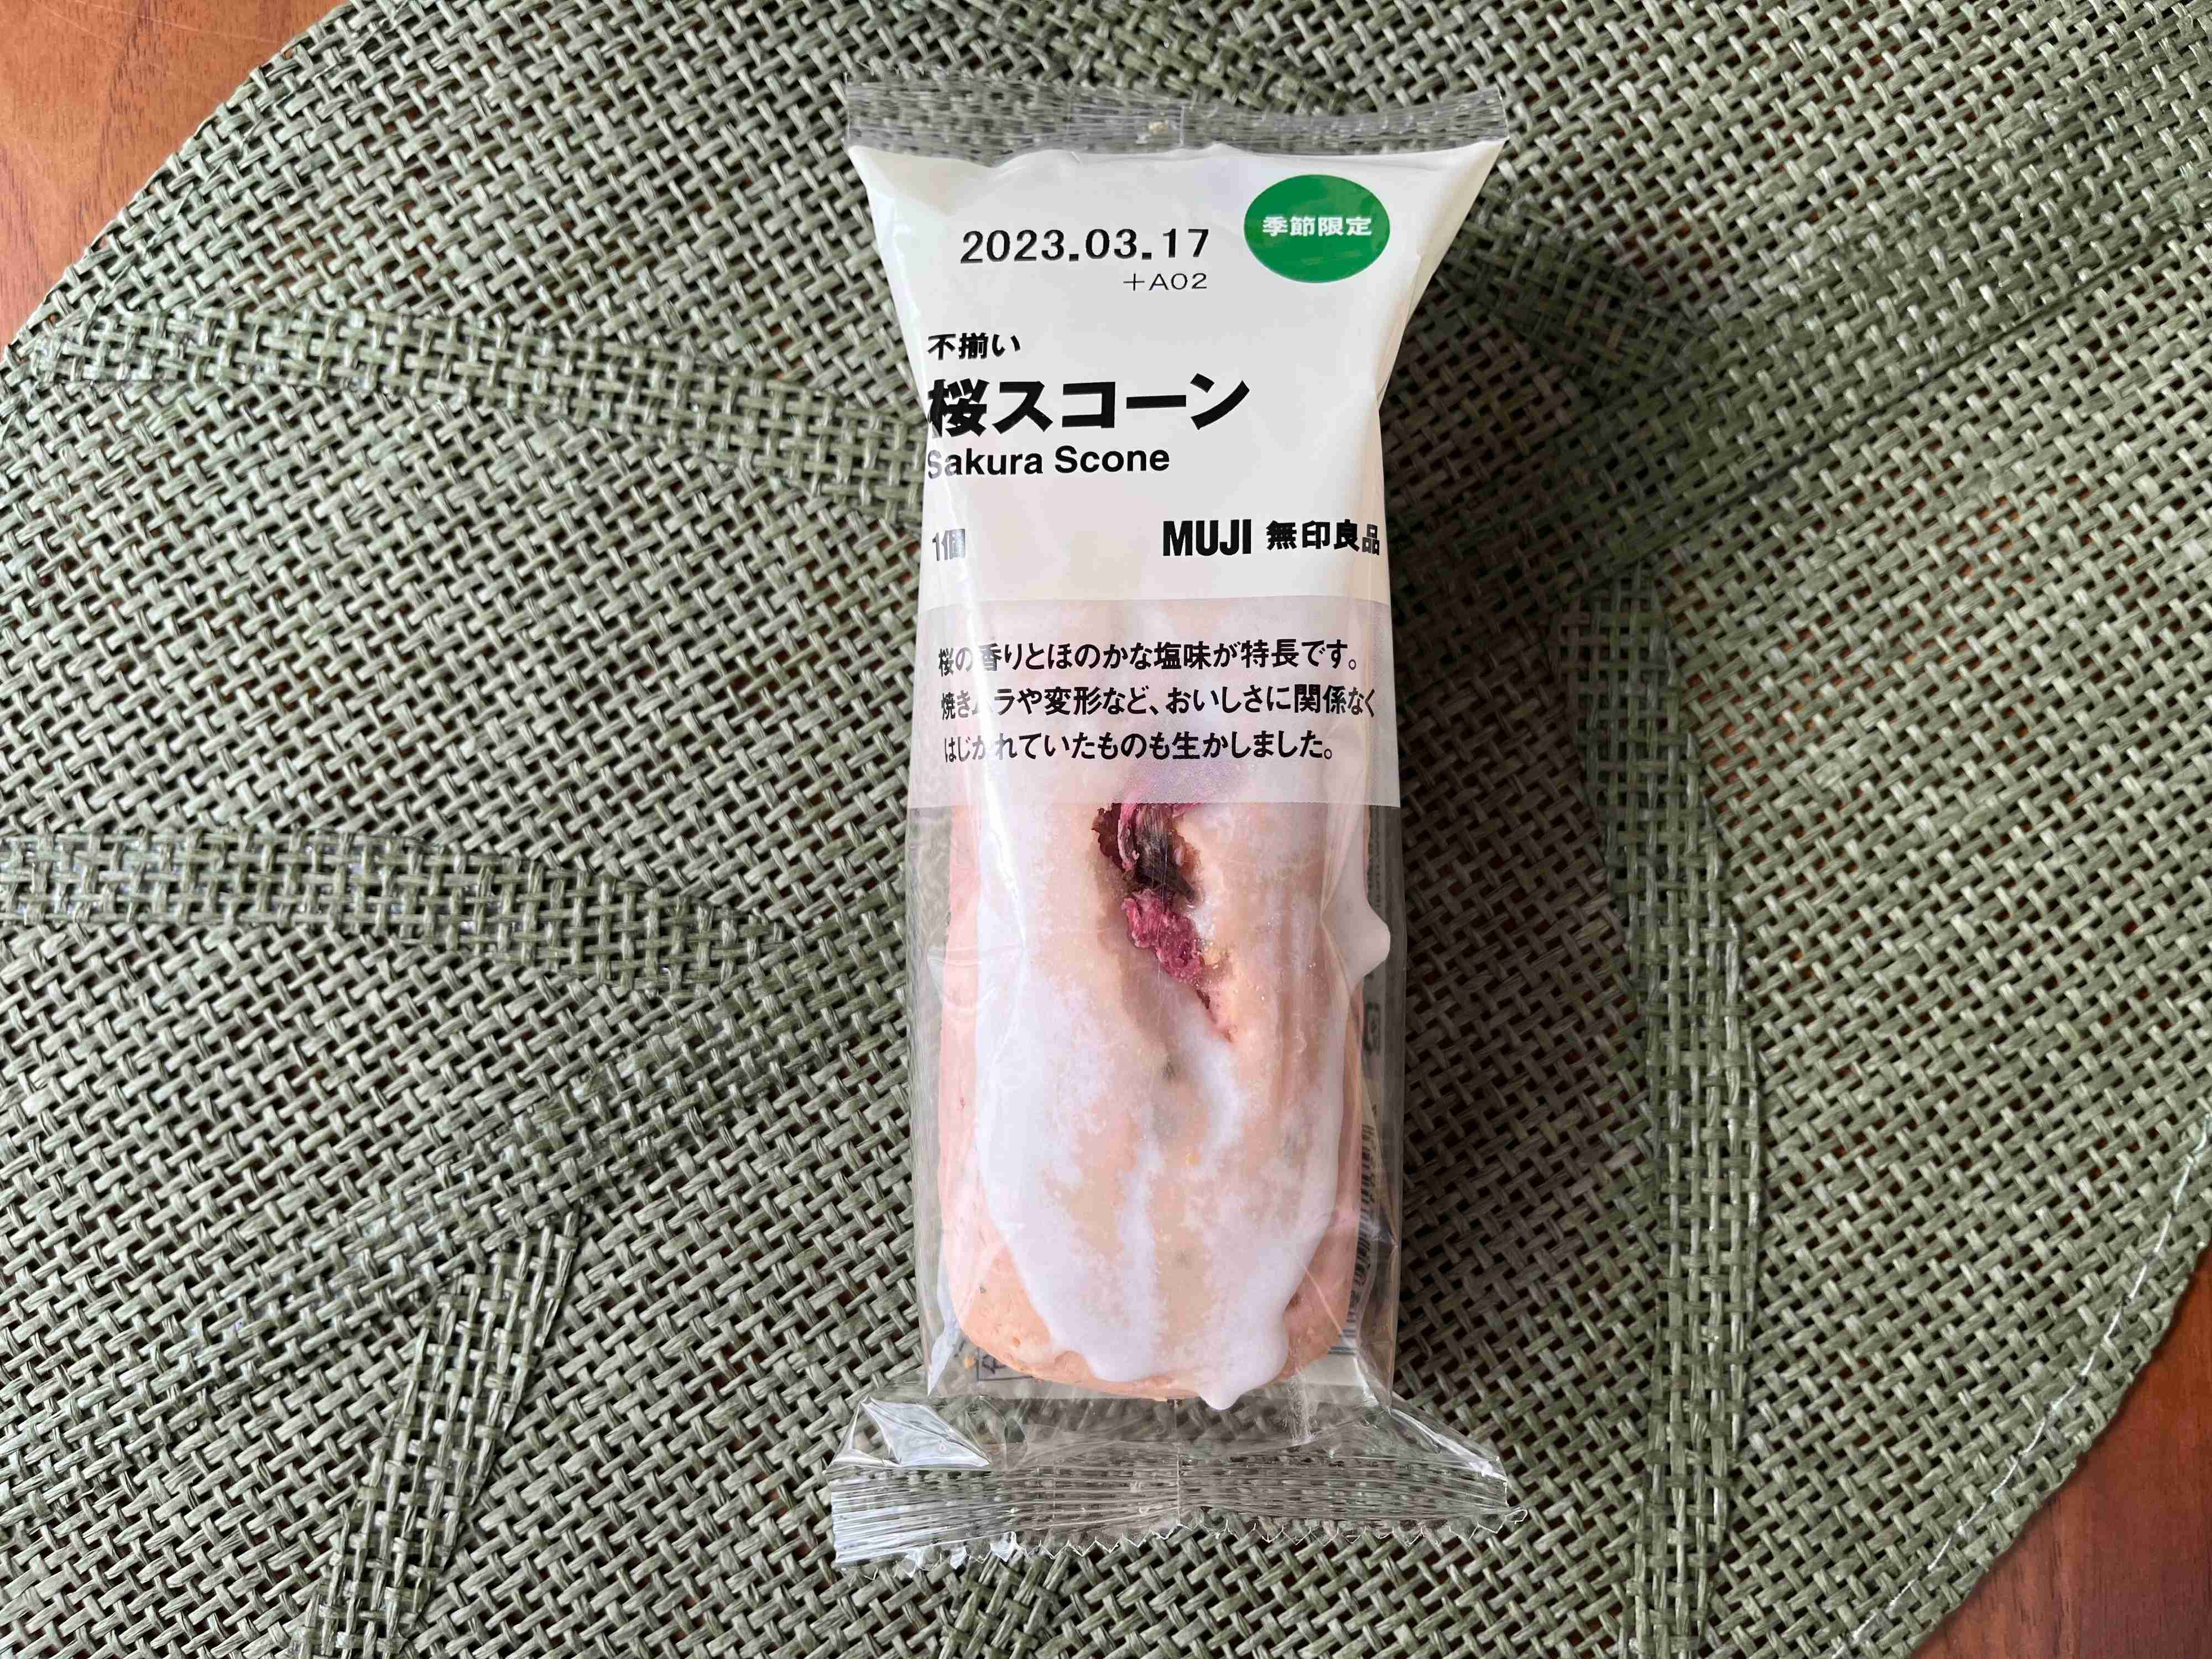 2023.03.17
季節限定
+A02
不揃い
桜スコーン
Sakura Scone
1個
MUJI 無印良品
桜の香りとほのかな塩味が特長です。
焼きムラや変形など、おいしさに関係なく
はじかれていたものも生かしました。